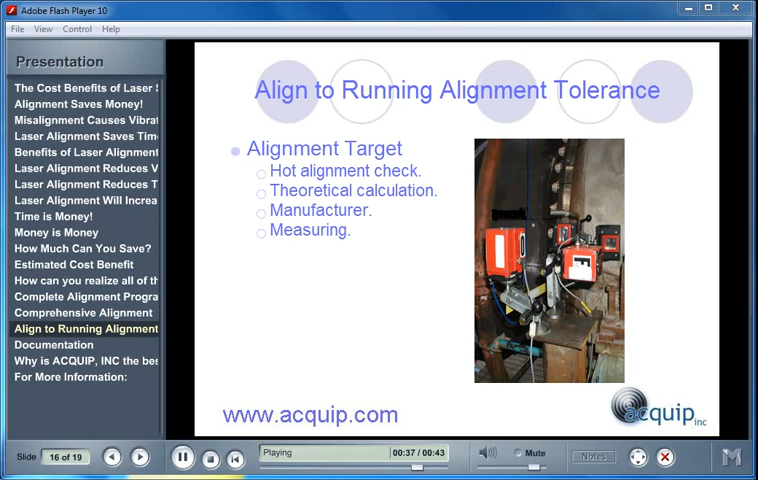 Adobe Flash Player 10
File View Control Help
Presentation
The Cost Benefits of Laser
Alignment Saves Money!
Misalignment Causes Vibrat
Laser Alignment Saves Tim
Benefits of Laser Alignment
Laser Alignment Reduces V
Laser Alignment Reduces T
Laser Alignment Will Increa
Time is Money!
Money is Money
How Much Can You Save?
Estimated Cost Benefit
How can you realize all of th
Complete Alignment Progra
Comprehensive Alignment
Align to Running Alignment
Documentation
Why is ACQUIP, INC the bes
For More Information:
Align to Running Alignment Tolerance
Alignment Target
Hot alignment check.
Theoretical calculation.
Manufacturer.
Measuring.
www.acquip.com
acquip inc
Slide 16 of 19
Playing 00:37 / 00:43
Mute
Notes